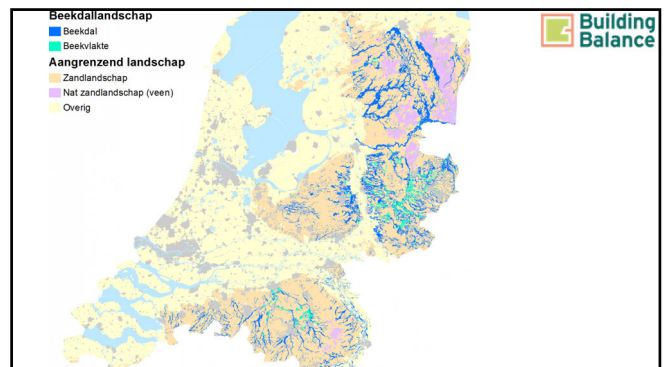 Beekdallandschap
Beekdal
Beekvlakte
Aangrenzend landschap
Zandlandschap
Nat zandlandschap (veen)
Overig
Building
Balance